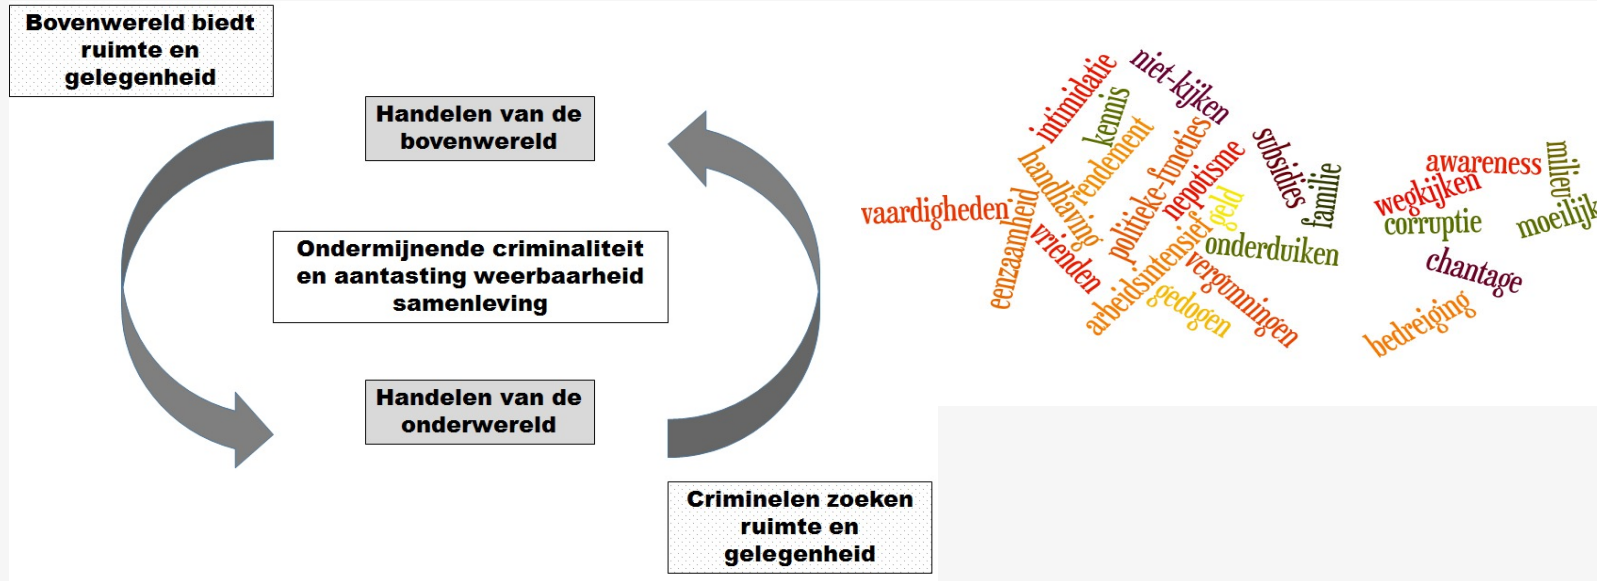 Bovenwereld biedt
ruimte en
gelegenheid
Handelen van de
bovenwereld
Ondermijnende criminaliteit
en aantasting weerbaarheid
samenleving
Handelen van de
onderwereld
Criminelen zoeken
ruimte en
gelegenheid
intimidatie
niet-kijken
kennis
rendement
handhaving
politieke-functies
nepotisme
subsidies
familie
geld
vaardigheden
eenzaamheid
vrienden
arbeidsintensief
onderduiken
vergunningen
gedogen
awareness
milieu
wegkijken
corruptie
moeilijk
chantage
bedreiging